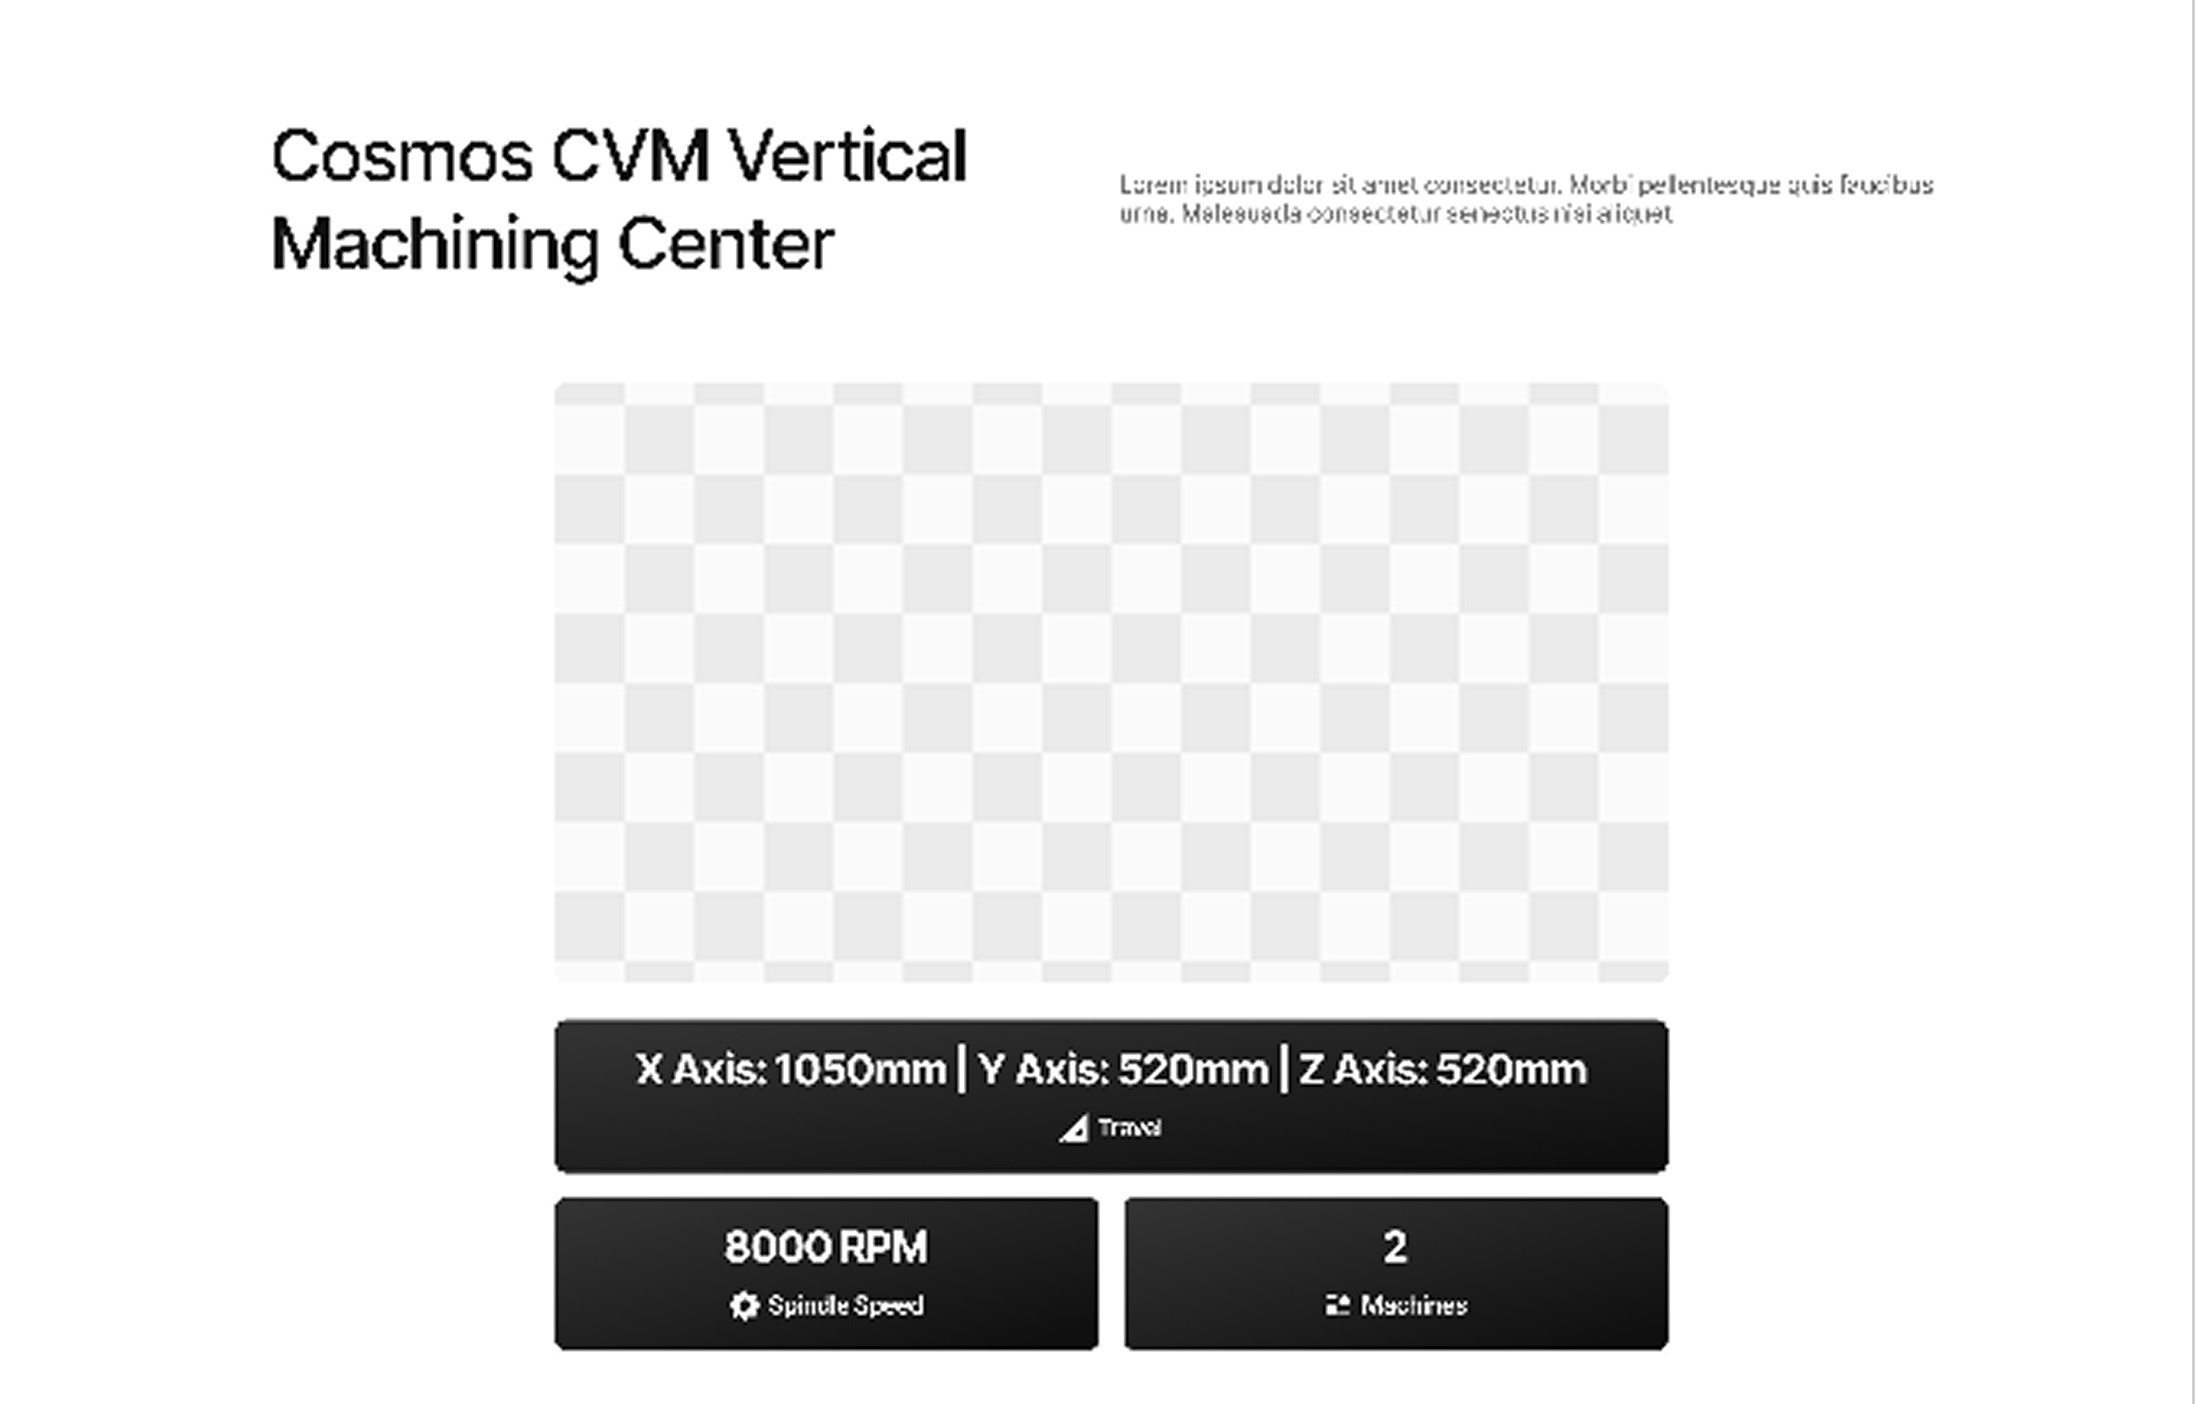 Cosmos CVM Vertical
Machining Center
Lorem ipsum dolor sit amet consectetur. Morbi pellentesque quis faucibus
urna. Malesuada consectetur senectus nisi aliquet
X Axis: 1050mm | Y Axis: 520mm | Z Axis: 520mm
Travel
8000 RPM
Spindle Speed
2
Machines